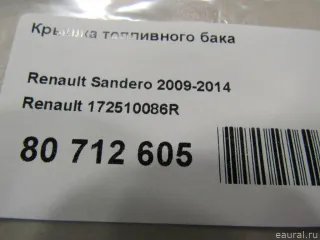 Крышка топливного бака
Renault Sandero 2009-2014
Renault 172510086R
80 712 605
eaural.ru